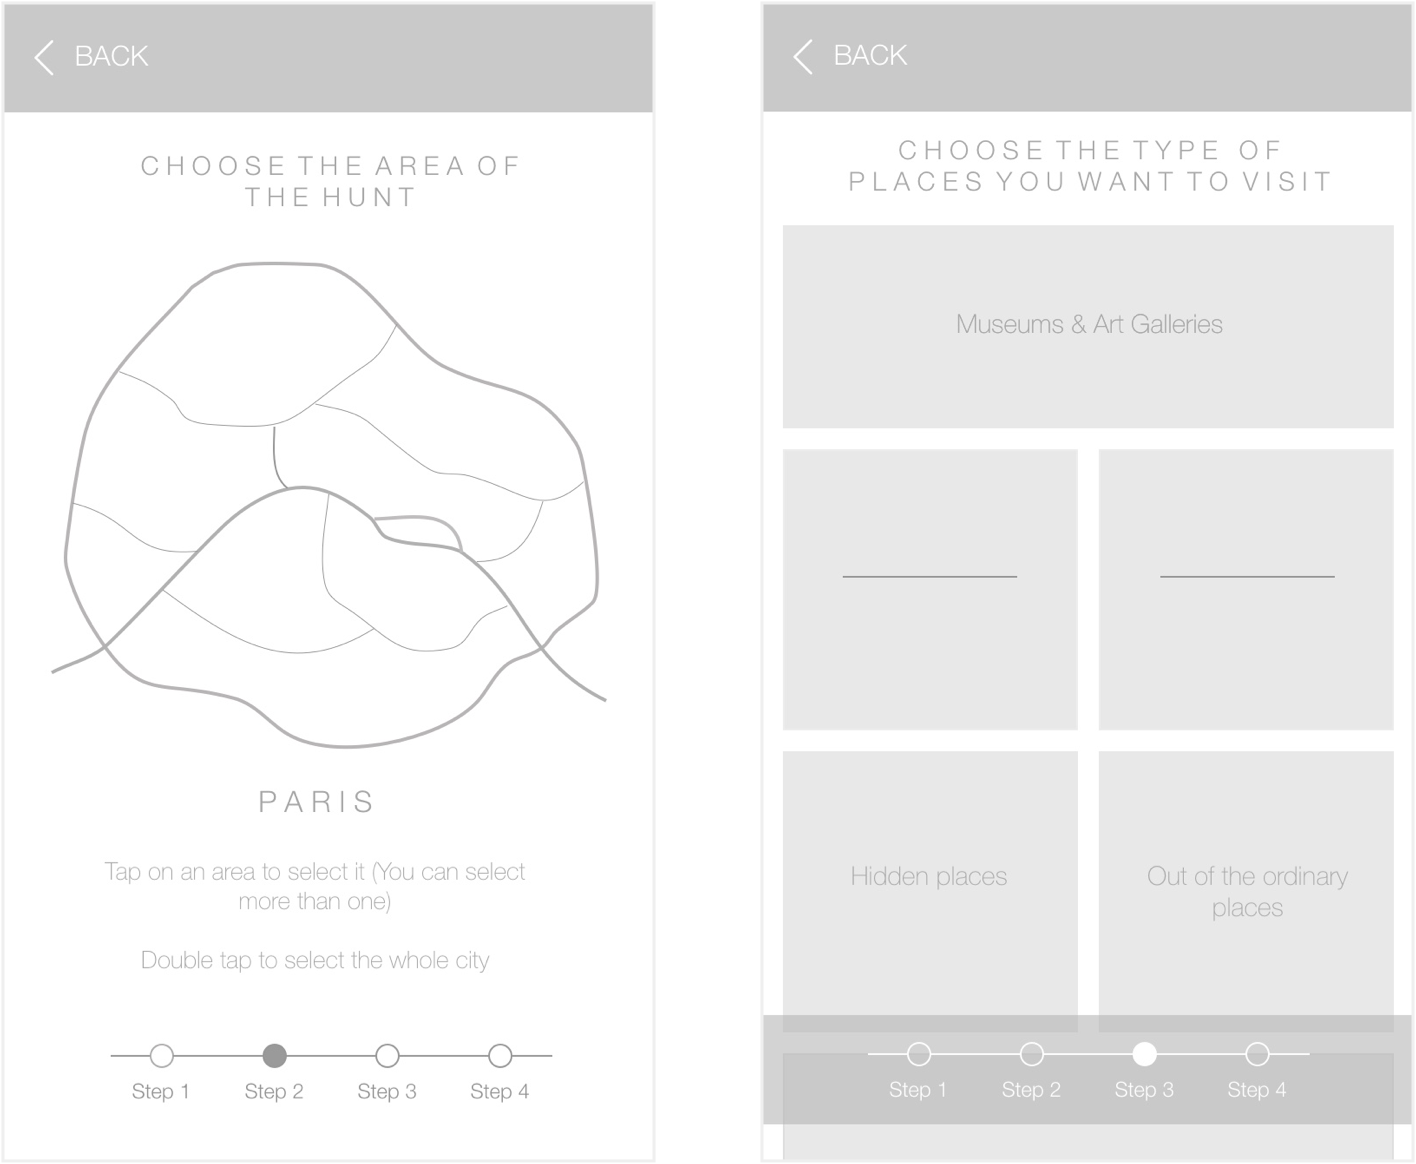 BACK
CHOOSE THE AREA OF
THE HUNT
PARIS
Tap on an area to select it (You can select
more than one)
Double tap to select the whole city
Step 1 Step 2 Step 3 Step 4
BACK
CHOOSE THE TYPE OF
PLACES YOU WANT TO VISIT
Museums & Art Galleries
Hidden places
Out of the ordinary
places
Step 1 Step 2 Step 3 Step 4